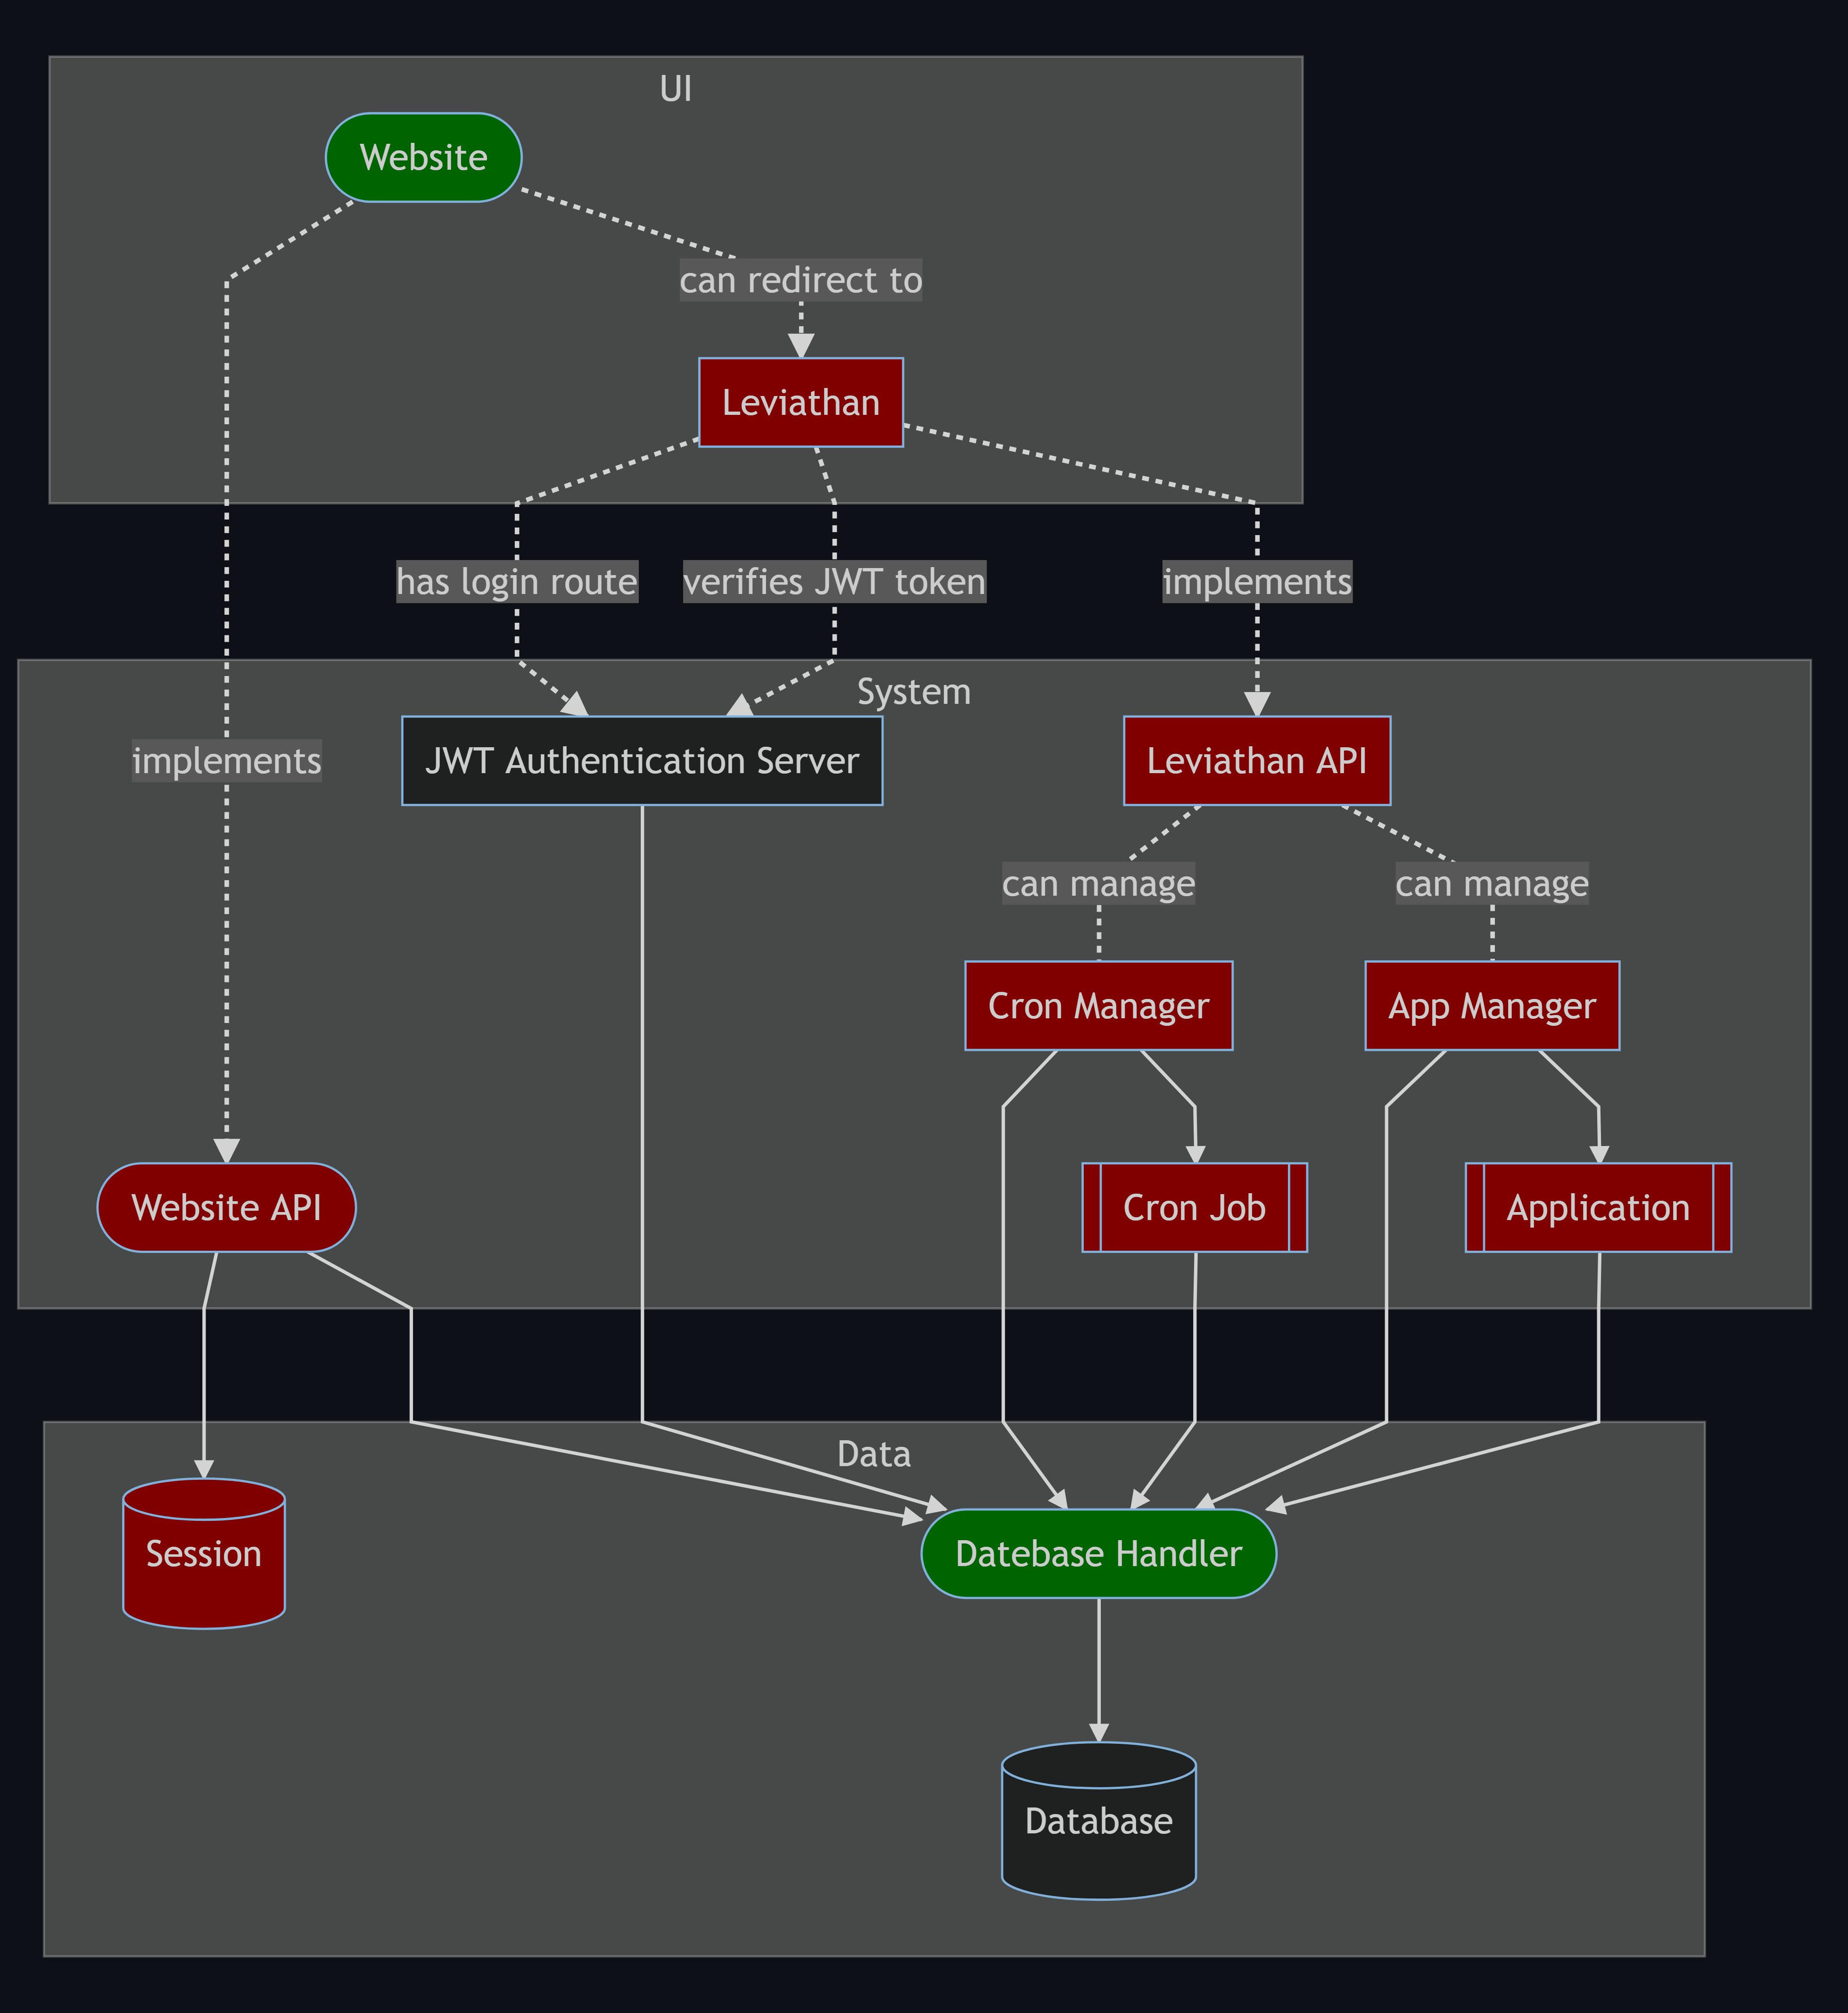 UI
Website
can redirect to
Leviathan
has login route
verifies JWT token
implements
System
implements
JWT Authentication Server
Leviathan API
can manage
can manage
Cron Manager
App Manager
Website API
Cron Job
Application
Data
Session
Datebase Handler
Database